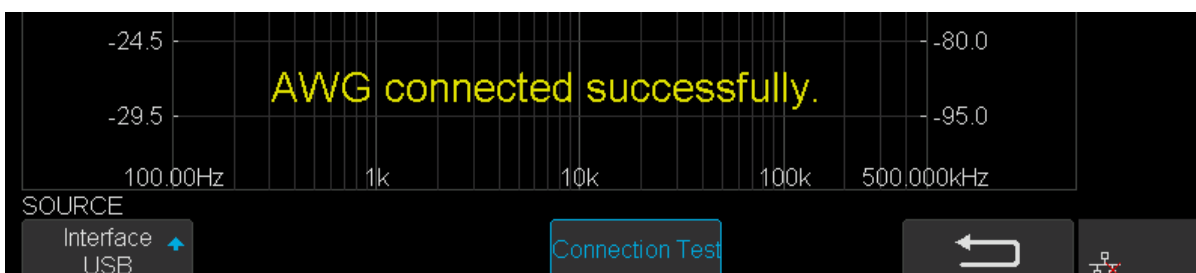 -24.5 -80.0
AWG connected successfully.
-29.5 -95.0
100.00Hz 1k 10k 100k 500.000kHz
SOURCE
Interface
USB
Connection Test